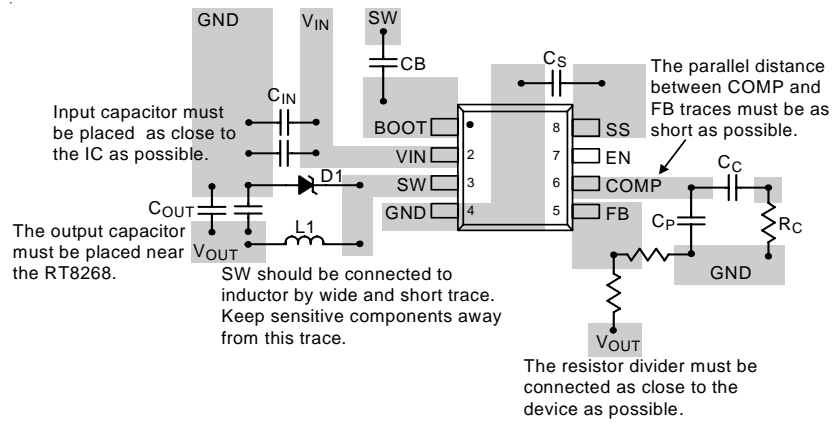 GND
VIN
SW
CB
CS
The parallel distance
between COMP and
FB traces must be as
short as possible.
CIN
Input capacitor must
be placed as close to
the IC as possible.
BOOT
VIN
SW
GND
2
3
4
8
7
6
5
SS
EN
COMP
FB
D1
L1
COUT
VOUT
The output capacitor
must be placed near
the RT8268.
SW should be connected to
inductor by wide and short trace.
Keep sensitive components away
from this trace.
CC
CP
RC
GND
VOUT
The resistor divider must be
connected as close to the
device as possible.